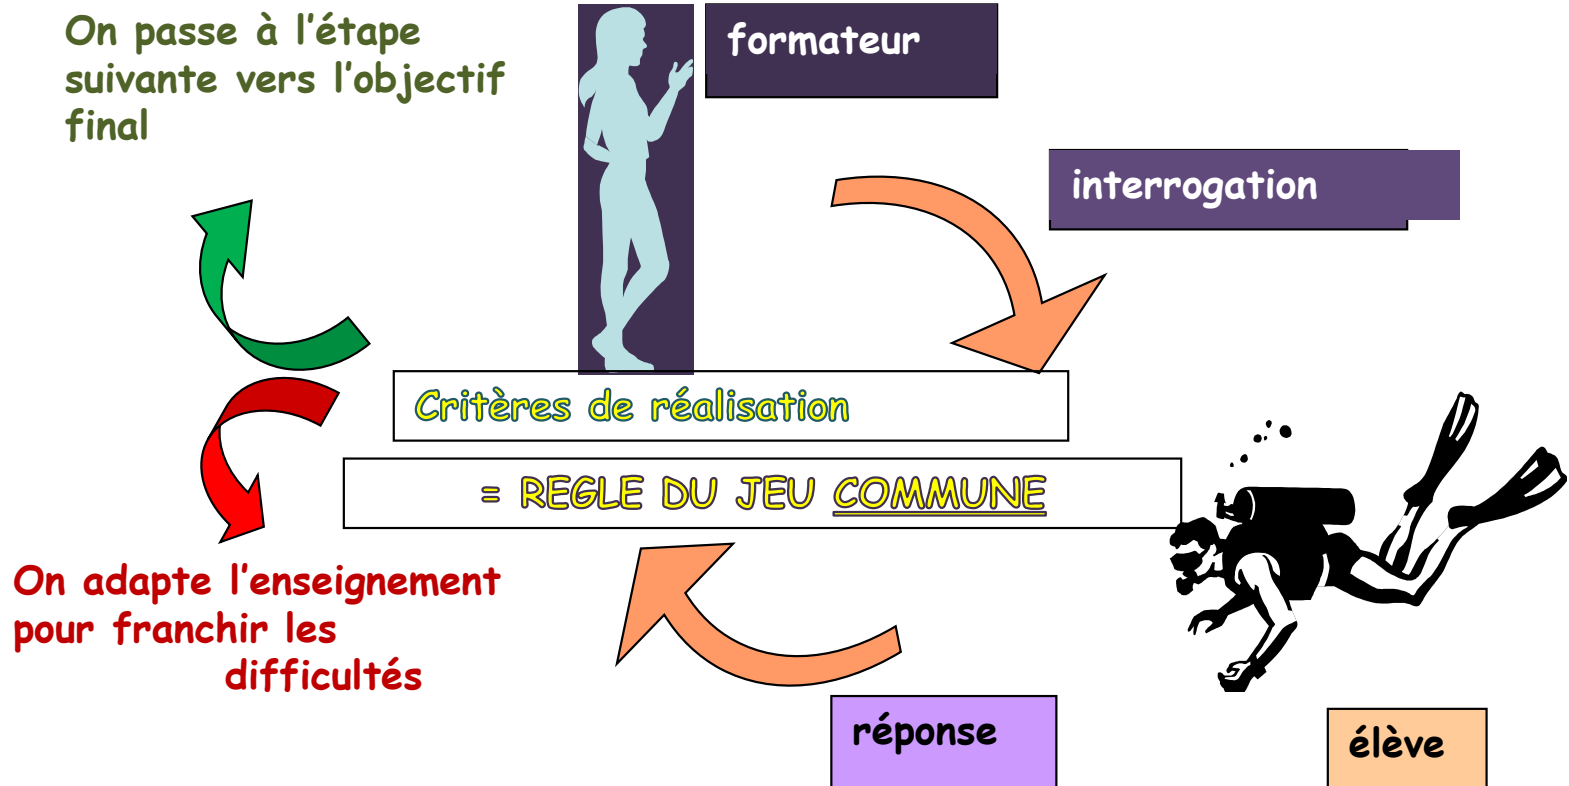 On passe à l'étape
suivante vers l'objectif
final
formateur
interrogation
Critères de réalisation
= REGLE DU JEU COMMUNE
On adapte l'enseignement
pour franchir les
difficultés
réponse
élève